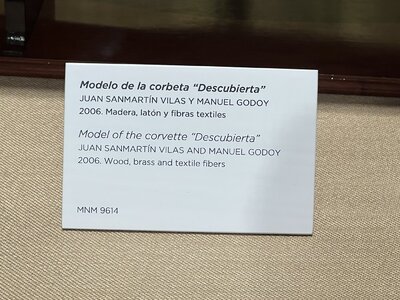 Modelo de la corbeta “Descubierta”
JUAN SANMARTÍN VILAS Y MANUEL GODOY
2006. Madera, latón y fibras textiles
Model of the corvette “Descubierta”
JUAN SANMARTÍN VILAS AND MANUEL GODOY
2006. Wood, brass and textile fibers
MNM 9614